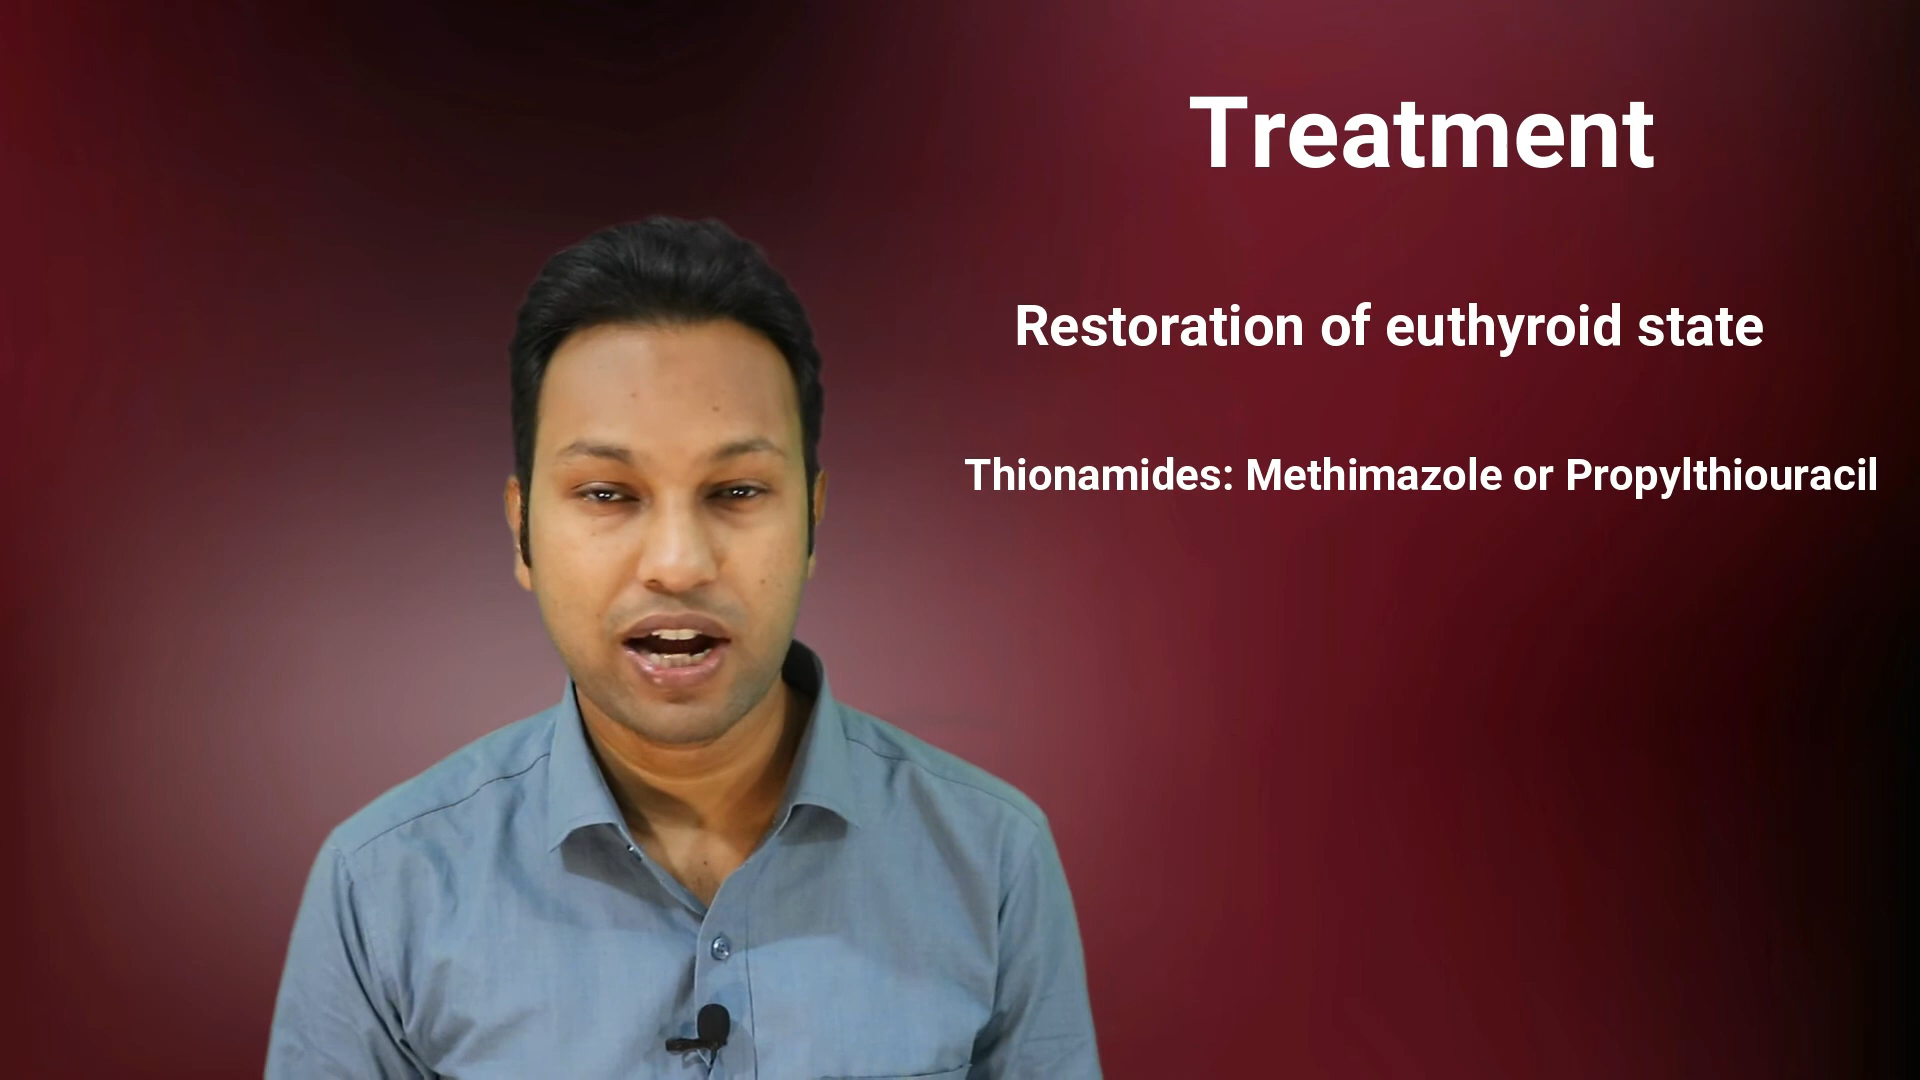 Treatment
Restoration of euthyroid state
Thionamides: Methimazole or Propylthiouracil